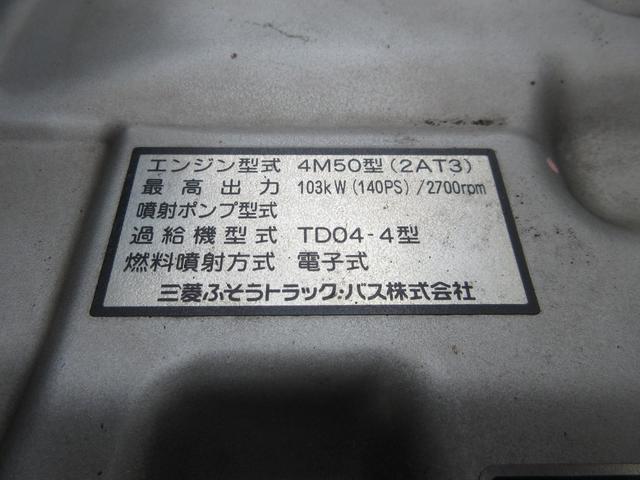 エンジン型式 4M50型(2AT3)
最高出力 103kW(140PS)/2700rpm
噴射ポンプ型式
過給機型式 TD04-4型
燃料噴射方式 電子式
三菱ふそうトラック・バス株式会社